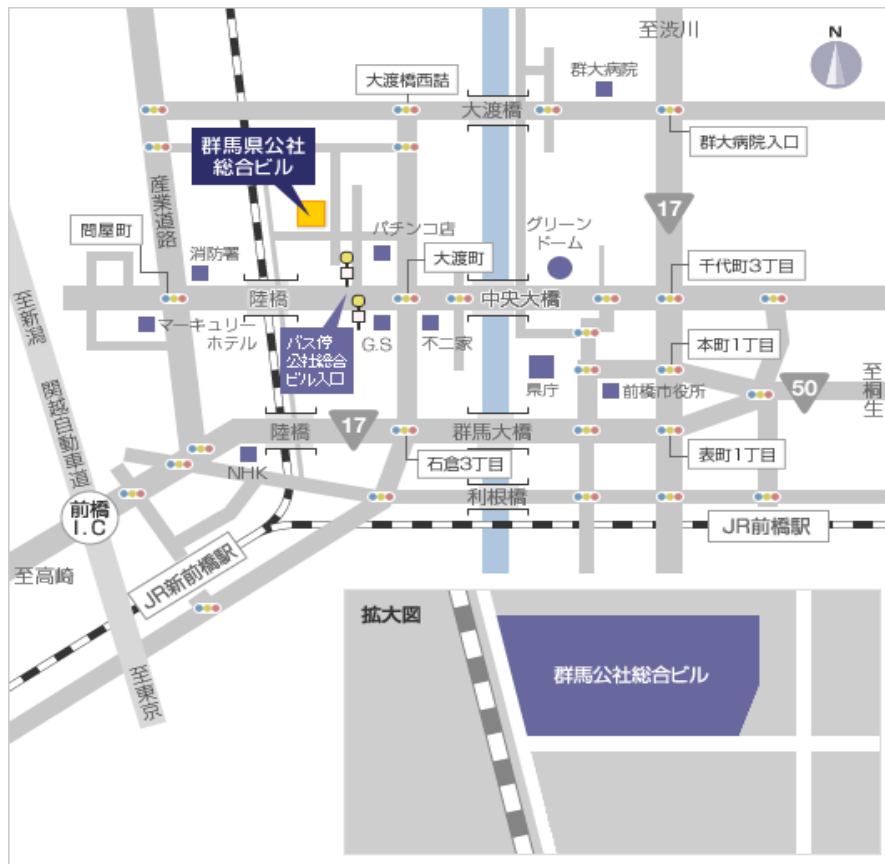 至渋川
N
群大病院
大渡橋西詰
大渡橋
群大病院入口
群馬県公社
総合ビル
産業道路
17
パチンコ店
グリーン
ドーム
問屋町
消防署
大渡町
千代町3丁目
至新潟
陸橋
中央大橋
マーキュリー
ホテル
バス停
公社総合
ビル入口
G.S
不二家
本町1丁目
県庁
前橋市役所
至桐生
50
関越自動車道
陸橋
17
群馬大橋
NHK
石倉3丁目
表町1丁目
利根橋
前橋
I.C
JR前橋駅
至高崎
JR新前橋駅
至東京
拡大図
群馬公社総合ビル